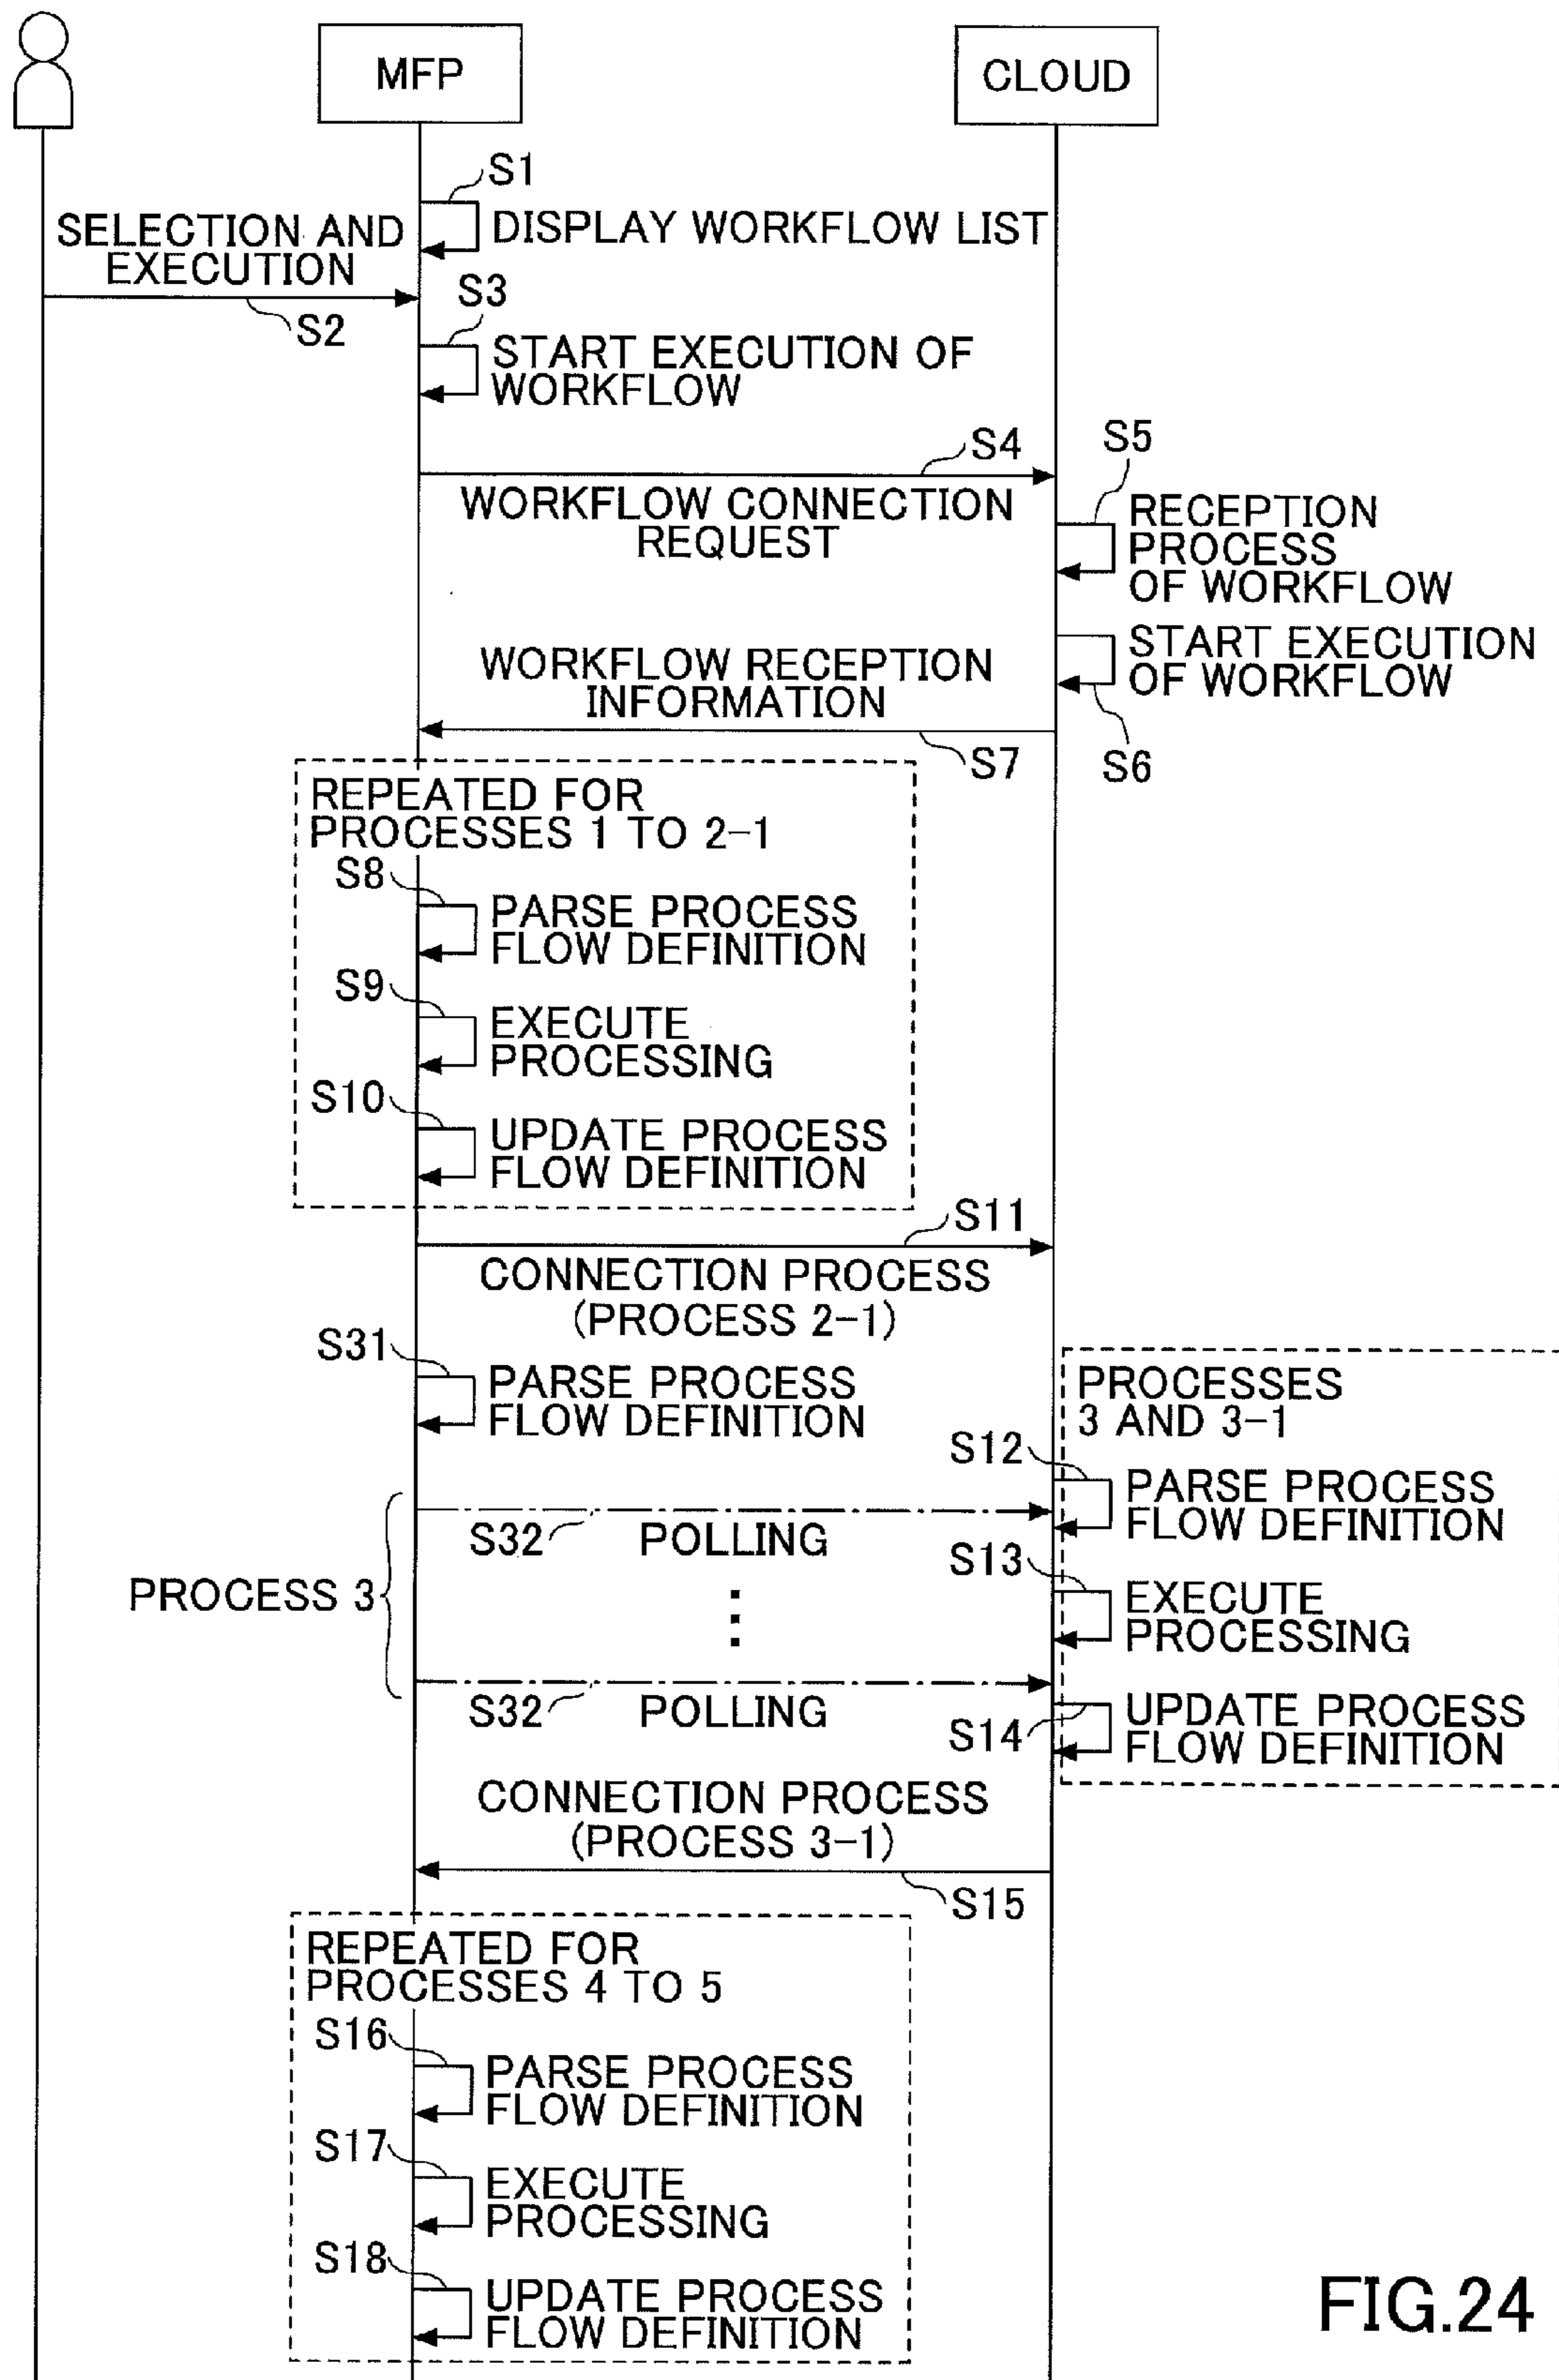 MFP
CLOUD
S1
DISPLAY WORKFLOW LIST
SELECTION AND
EXECUTION
S2
S3
START EXECUTION OF
WORKFLOW
S4
WORKFLOW CONNECTION
REQUEST
S5
RECEPTION
PROCESS
OF WORKFLOW
START EXECUTION
OF WORKFLOW
S6
WORKFLOW RECEPTION
INFORMATION
S7
REPEATED FOR
PROCESSES 1 TO 2-1
S8
PARSE PROCESS
FLOW DEFINITION
S9
EXECUTE
PROCESSING
S10
UPDATE PROCESS
FLOW DEFINITION
S11
CONNECTION PROCESS
(PROCESS 2-1)
S31
PARSE PROCESS
FLOW DEFINITION
PROCESSES
3 AND 3-1
S12
PARSE PROCESS
FLOW DEFINITION
S32
POLLING
S13
EXECUTE
PROCESSING
PROCESS 3
S32
POLLING
S14
UPDATE PROCESS
FLOW DEFINITION
CONNECTION PROCESS
(PROCESS 3-1)
S15
REPEATED FOR
PROCESSES 4 TO 5
S16
PARSE PROCESS
FLOW DEFINITION
S17
EXECUTE
PROCESSING
S18
UPDATE PROCESS
FLOW DEFINITION
FIG.24